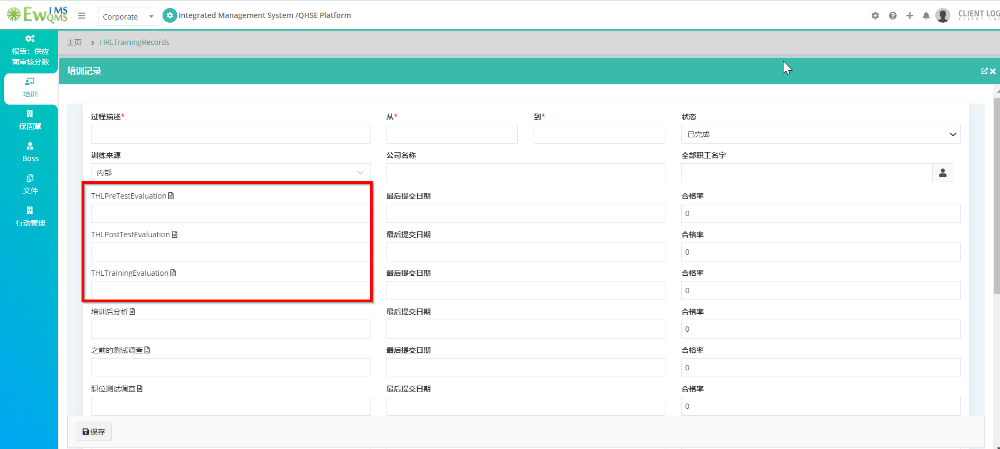 EwQMS IMS
Corporate
Integrated Management System /QHSE Platform
CLIENT LOG
CLIENT LOG
报告：供应
商审核分数
培训
保固單
Boss
文件
行动管理
主页 > HRLTrainingRecords
培训记录
过程描述* 从* 到* 状态
已完成
训练来源 公司名称 全部职工名字
内部
THLPreTestEvaluation 最后提交日期 合格率
0
THLPostTestEvaluation 最后提交日期 合格率
0
THLTrainingEvaluation 最后提交日期 合格率
0
培训后分析 最后提交日期 合格率
0
之前的测试调查 最后提交日期 合格率
0
职位测试调查 最后提交日期 合格率
0
保存